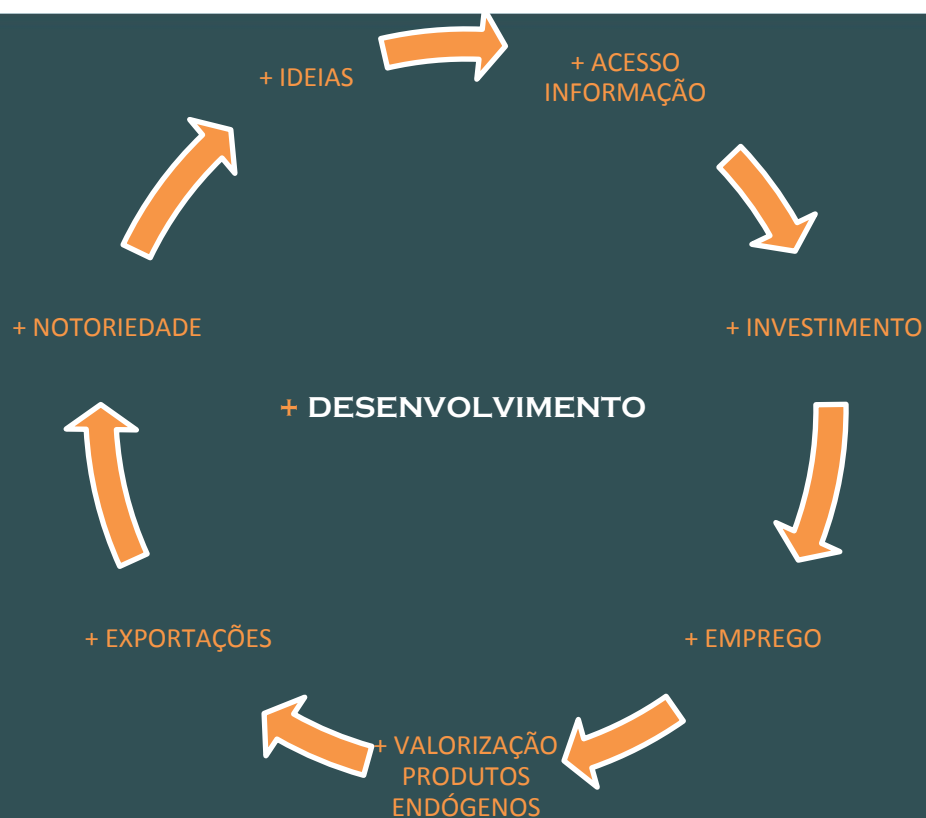 + IDEIAS
+ ACESSO
INFORMAÇÃO
+ INVESTIMENTO
+ EMPREGO
+ VALORIZAÇÃO
PRODUTOS
ENDÓGENOS
+ EXPORTAÇÕES
+ NOTORIEDADE
+ DESENVOLVIMENTO